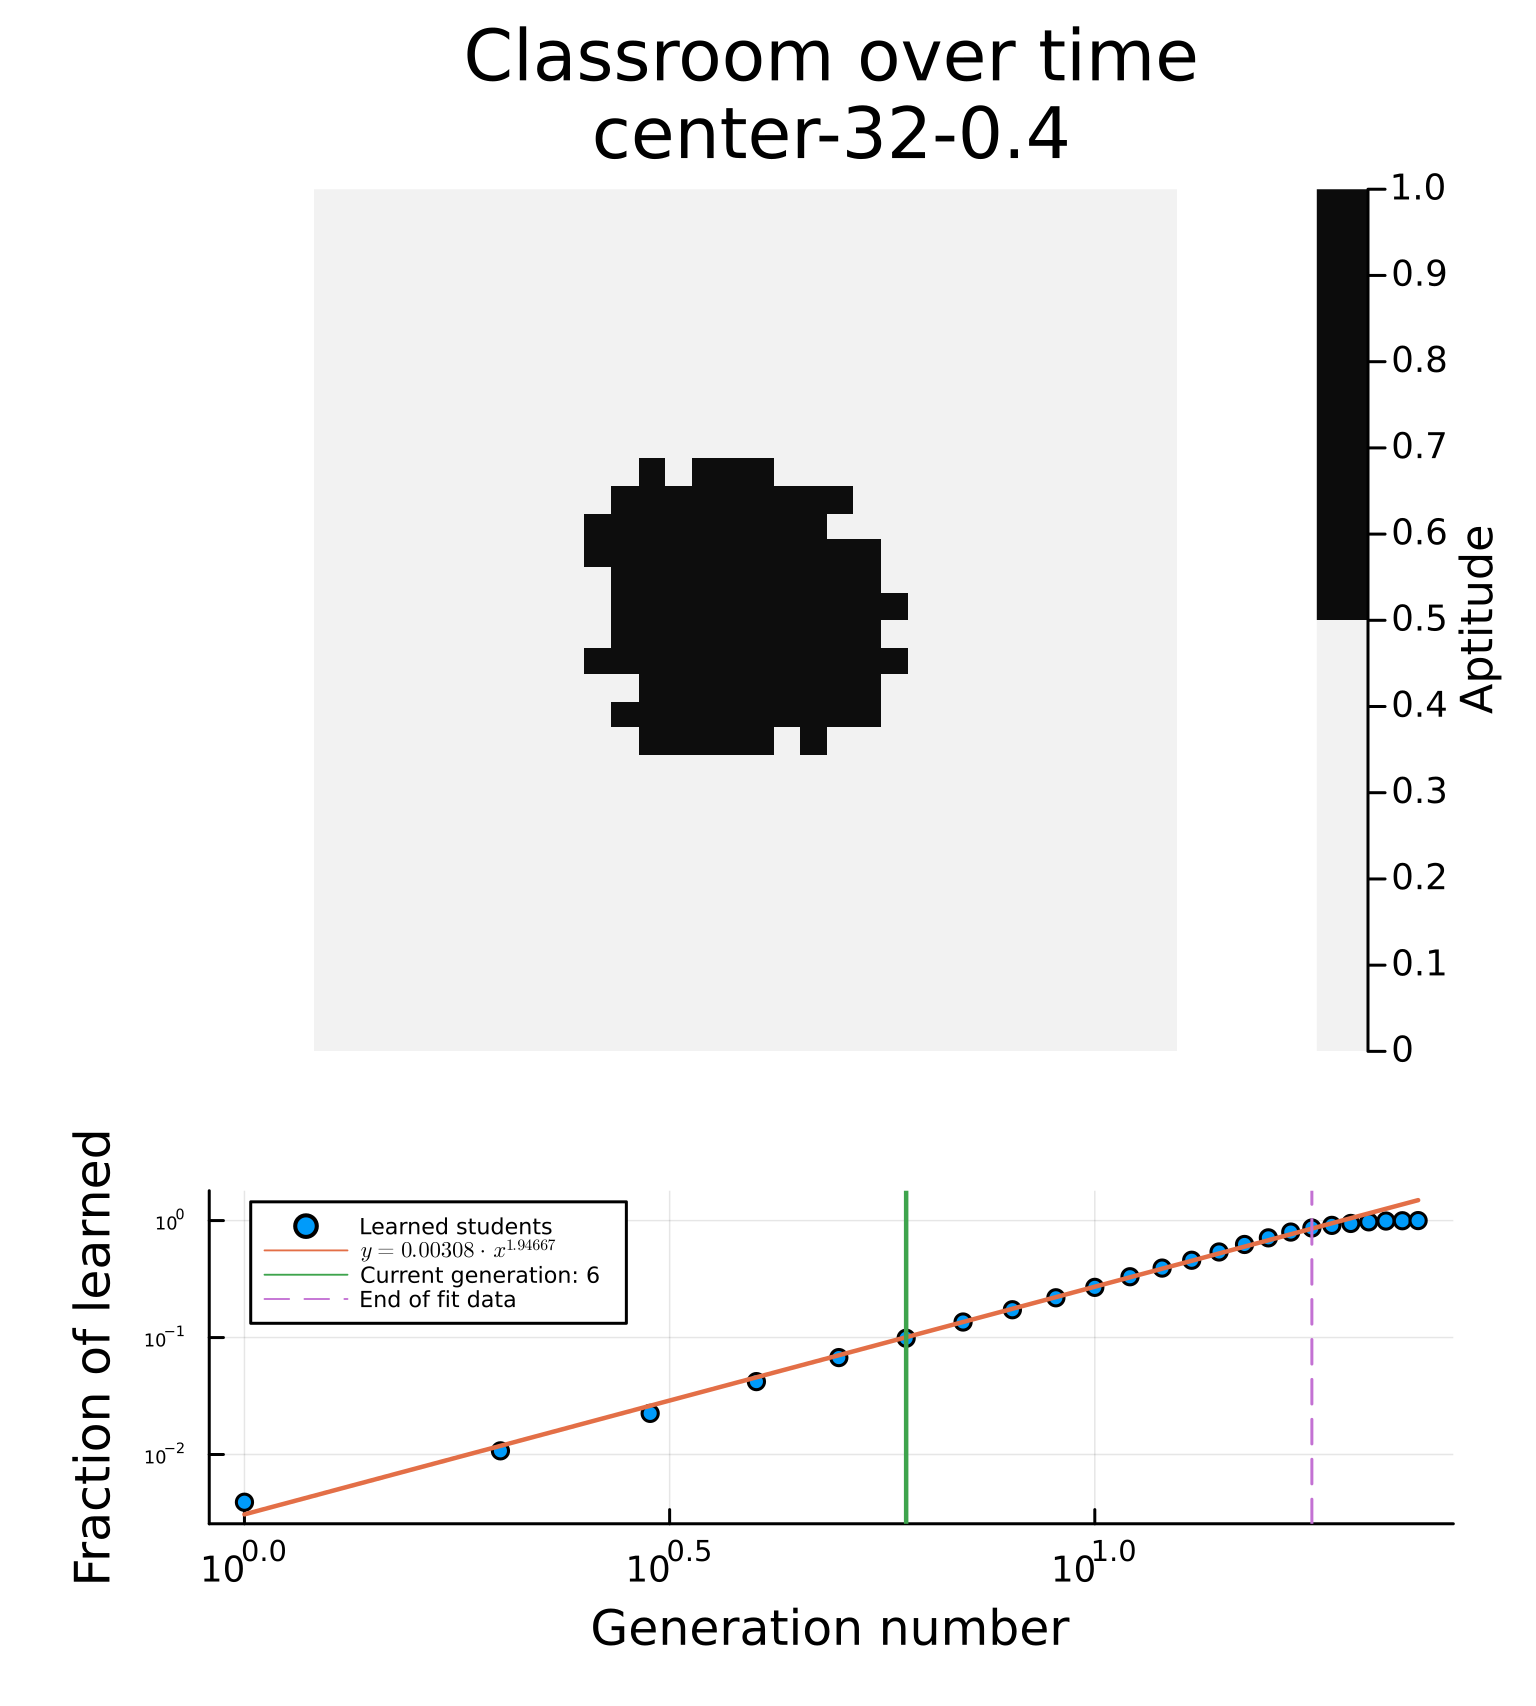 Classroom over time
center-32-0.4
1.0
0.9
0.8
0.7
0.6
0.5
0.4
0.3
0.2
0.1
0
Aptitude
Fraction of learned
10⁰
10⁻¹
10⁻²
Learned students
y = 0.00308 · x^1.94667
Current generation: 6
End of fit data
10^0.0
10^0.5
10^1.0
Generation number